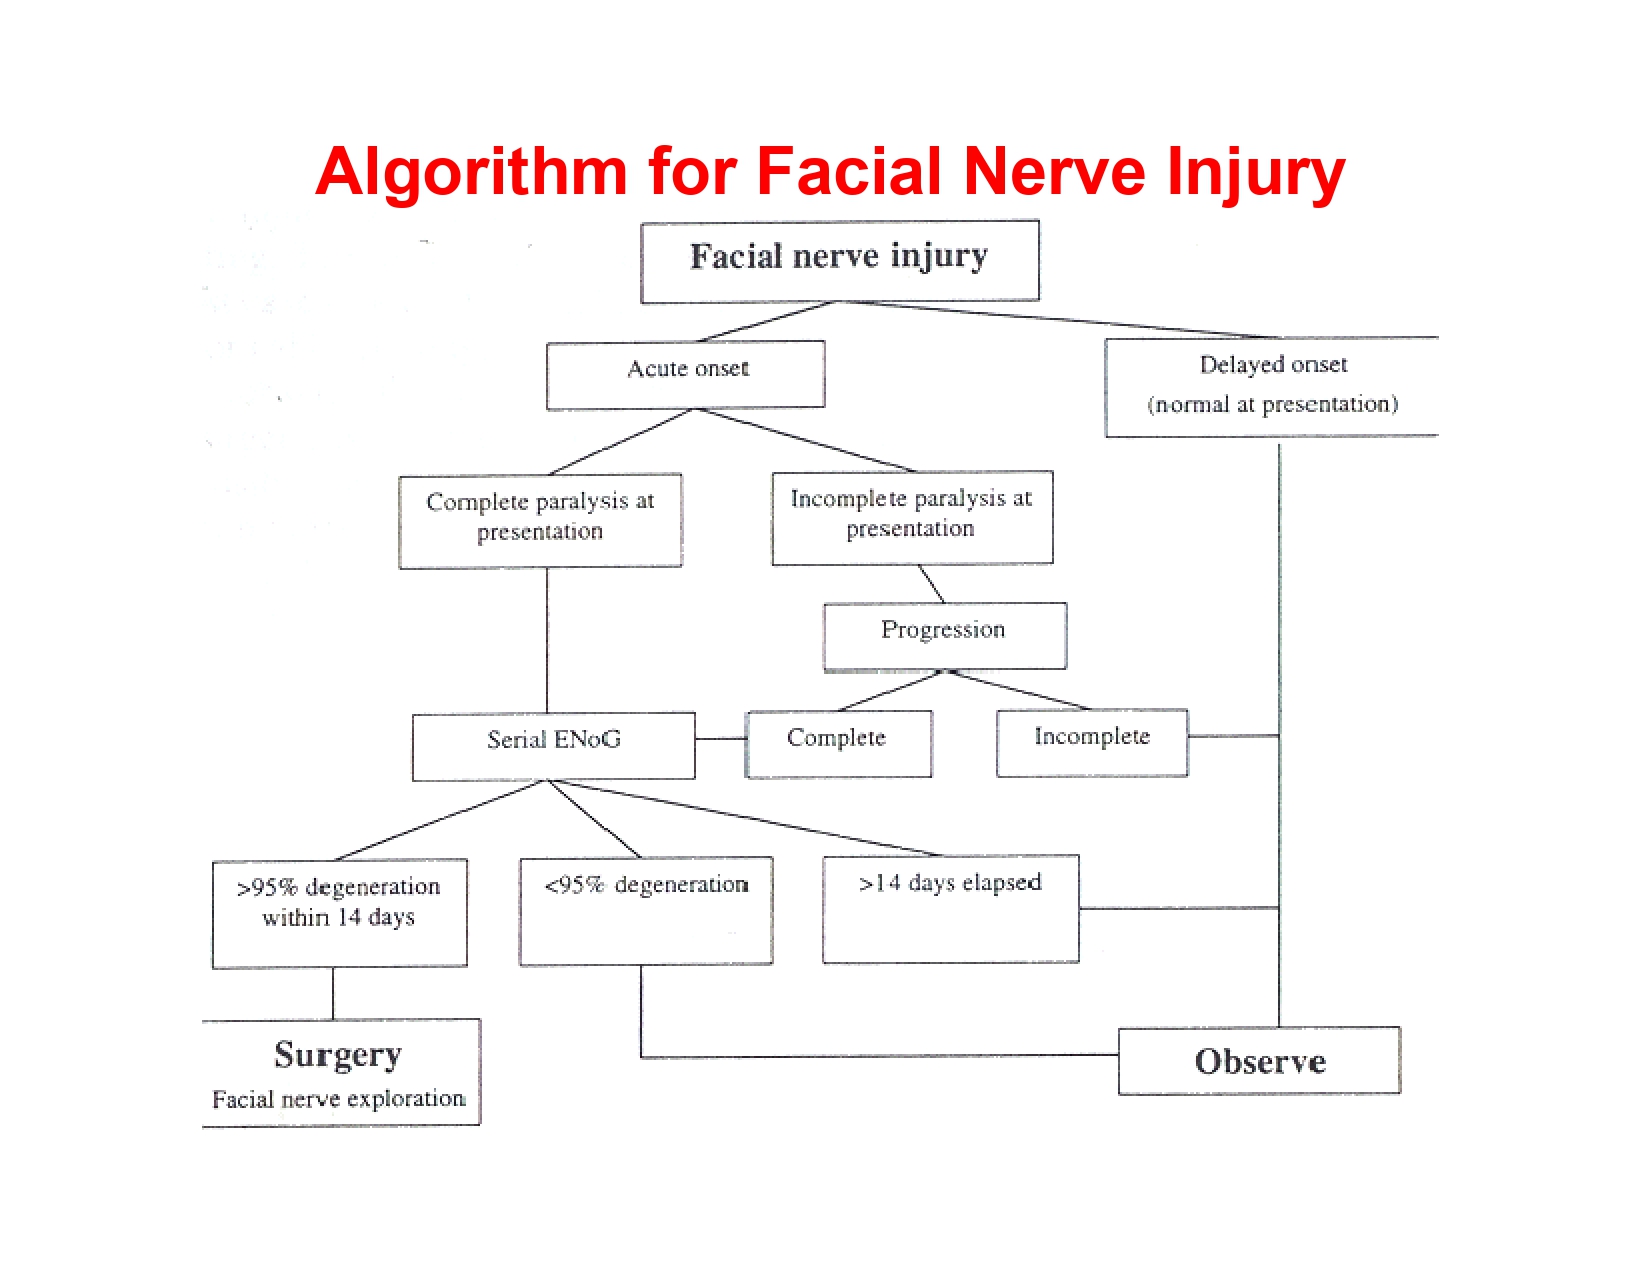 Algorithm for Facial Nerve Injury
Facial nerve injury
Acute onset
Delayed onset
(normal at presentation)
Complete paralysis at
presentation
Incomplete paralysis at
presentation
Progression
Serial ENoG
Complete
Incomplete
>95% degeneration
within 14 days
<95% degeneration
>14 days elapsed
Surgery
Facial nerve exploration
Observe